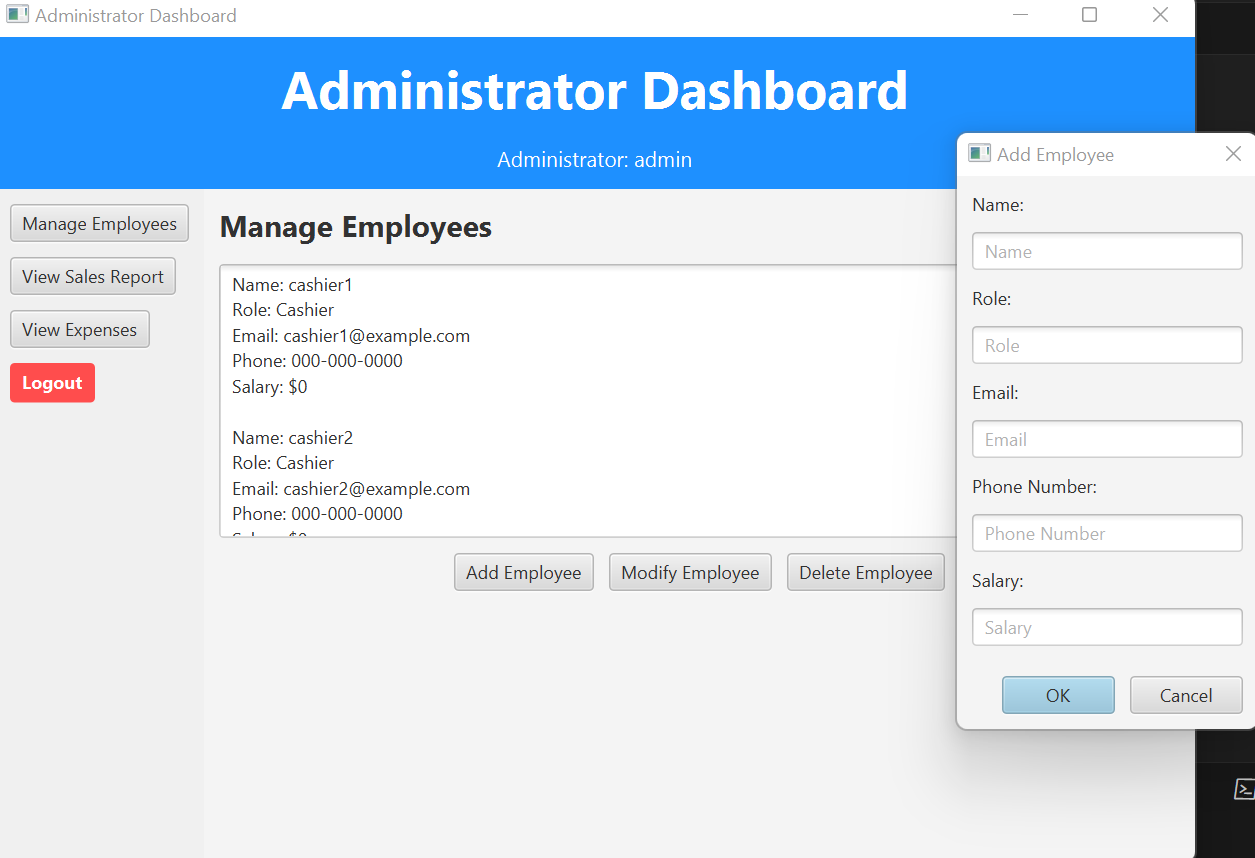 Administrator Dashboard
Administrator Dashboard
Administrator: admin
Manage Employees
View Sales Report
View Expenses
Logout
Manage Employees
Name: cashier1
Role: Cashier
Email: cashier1@example.com
Phone: 000-000-0000
Salary: $0
Name: cashier2
Role: Cashier
Email: cashier2@example.com
Phone: 000-000-0000
Salary: $0
Add Employee
Modify Employee
Delete Employee
Add Employee
Name:
Name
Role:
Role
Email:
Email
Phone Number:
Phone Number
Salary:
Salary
OK
Cancel